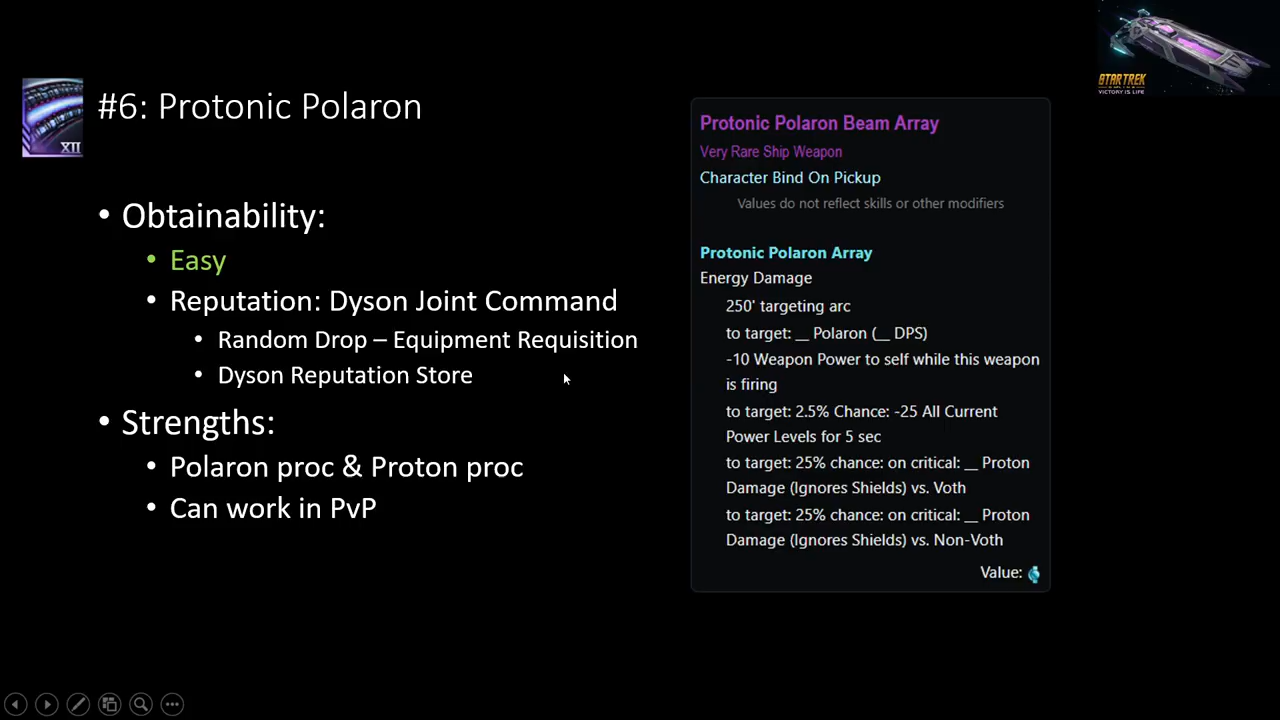 STAR TREK
VICTORY IS LIFE
XII
#6: Protonic Polaron
• Obtainability:
• Easy
• Reputation: Dyson Joint Command
• Random Drop – Equipment Requisition
• Dyson Reputation Store
• Strengths:
• Polaron proc & Proton proc
• Can work in PvP
Protonic Polaron Beam Array
Very Rare Ship Weapon
Character Bind On Pickup
Values do not reflect skills or other modifiers
Protonic Polaron Array
Energy Damage
250' targeting arc
to target: __ Polaron (__ DPS)
-10 Weapon Power to self while this weapon
is firing
to target: 2.5% Chance: -25 All Current
Power Levels for 5 sec
to target: 25% chance: on critical: __ Proton
Damage (Ignores Shields) vs. Voth
to target: 25% chance: on critical: __ Proton
Damage (Ignores Shields) vs. Non-Voth
Value: